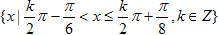 {x | k/2 π − π/6 < x ≤ k/2 π + π/8, k ∈ Z}